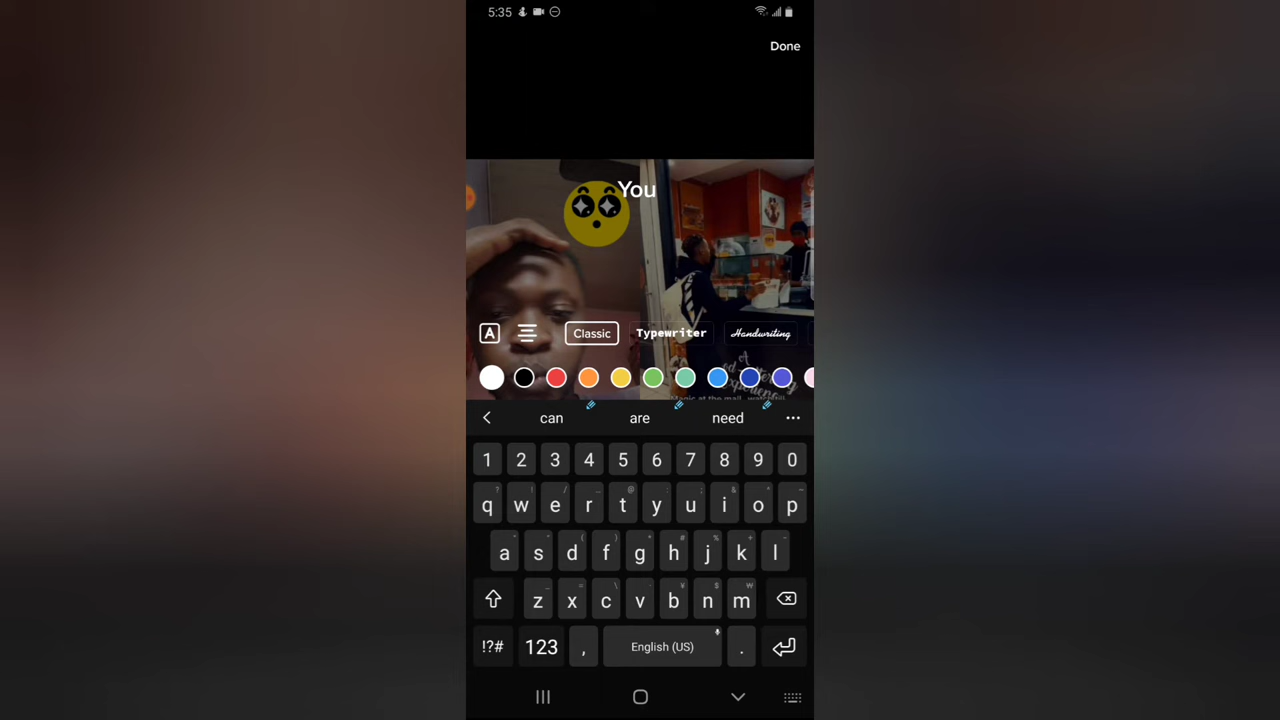 5:35
Done
You
A Classic Typewriter Handwriting
A
can are need
1 2 3 4 5 6 7 8 9 0
q w e r t y u i o p
a s d f g h j k l
z x c v b n m
!?# 123 , English (US) .